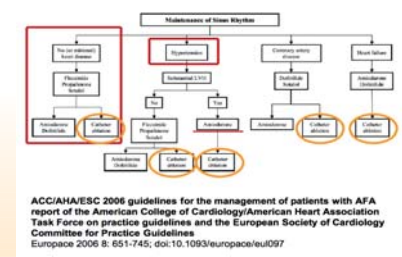 Maintenance of Sinus Rhythm
No (or minimal)
heart disease
Hypertension
Coronary artery
disease
Heart failure
Flecainide
Propafenone
Sotalol
Substantial LVH
Dofetilide
Sotalol
Amiodarone
Dofetilide
No
Yes
Amiodarone
Dofetilide
Catheter
ablation
Flecainide
Propafenone
Sotalol
Amiodarone
Amiodarone
Catheter
ablation
Catheter
ablation
Amiodarone
Dofetilide
Catheter
ablation
Catheter
ablation
ACC/AHA/ESC 2006 guidelines for the management of patients with AFA
report of the American College of Cardiology/American Heart Association
Task Force on practice guidelines and the European Society of Cardiology
Committee for Practice Guidelines
Europace 2006 8: 651-745; doi:10.1093/europace/eul097